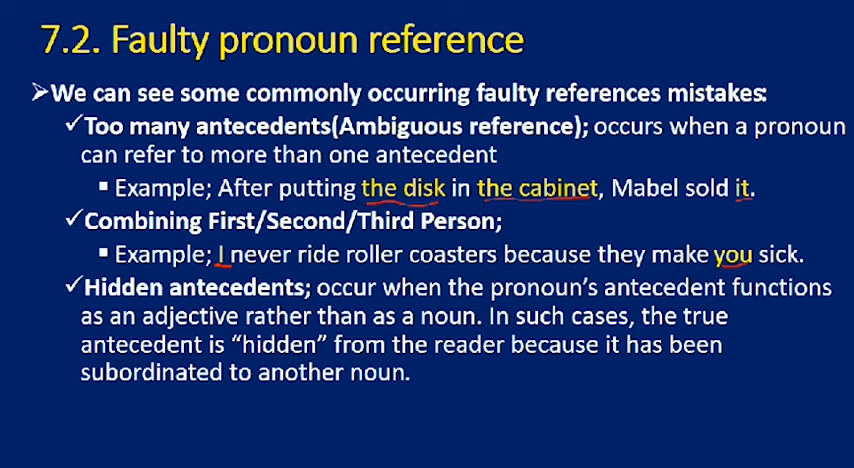 7.2. Faulty pronoun reference
➢We can see some commonly occurring faulty references mistakes:
✓Too many antecedents(Ambiguous reference); occurs when a pronoun
can refer to more than one antecedent
▪ Example; After putting the disk in the cabinet, Mabel sold it.
✓Combining First/Second/Third Person;
▪ Example; I never ride roller coasters because they make you sick.
✓Hidden antecedents; occur when the pronoun’s antecedent functions
as an adjective rather than as a noun. In such cases, the true
antecedent is “hidden” from the reader because it has been
subordinated to another noun.